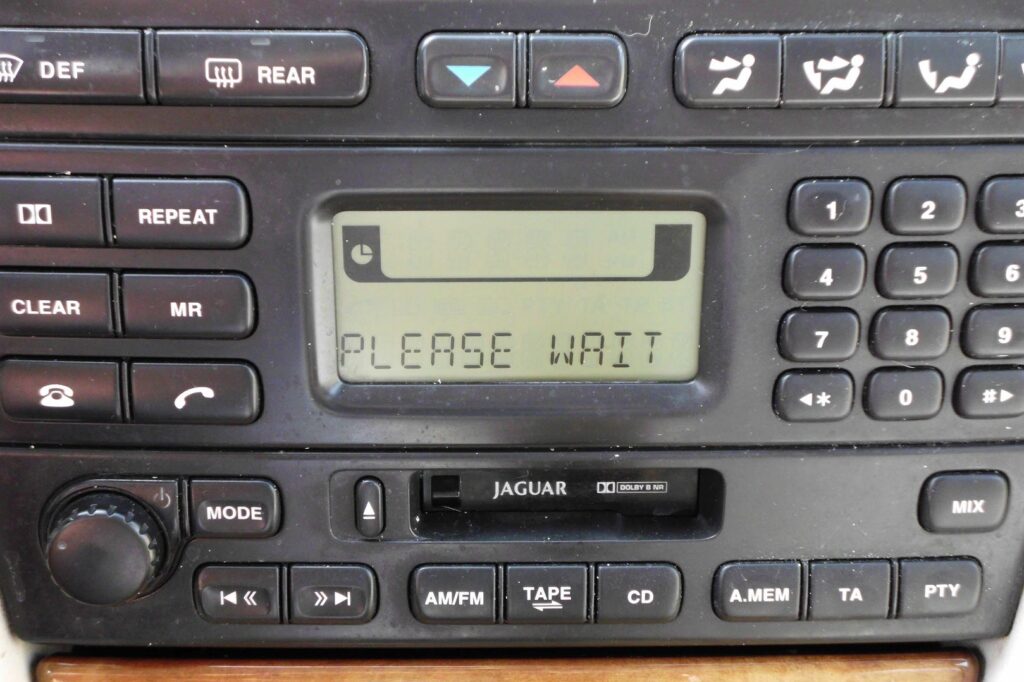 DEF
REAR
REPEAT
CLEAR
MR
PLEASE WAIT
1 2 3
4 5 6
7 8 9
* 0 #
MODE
JAGUAR DOLBY B NR
MIX
AM/FM
TAPE
CD
A.MEM
TA
PTY